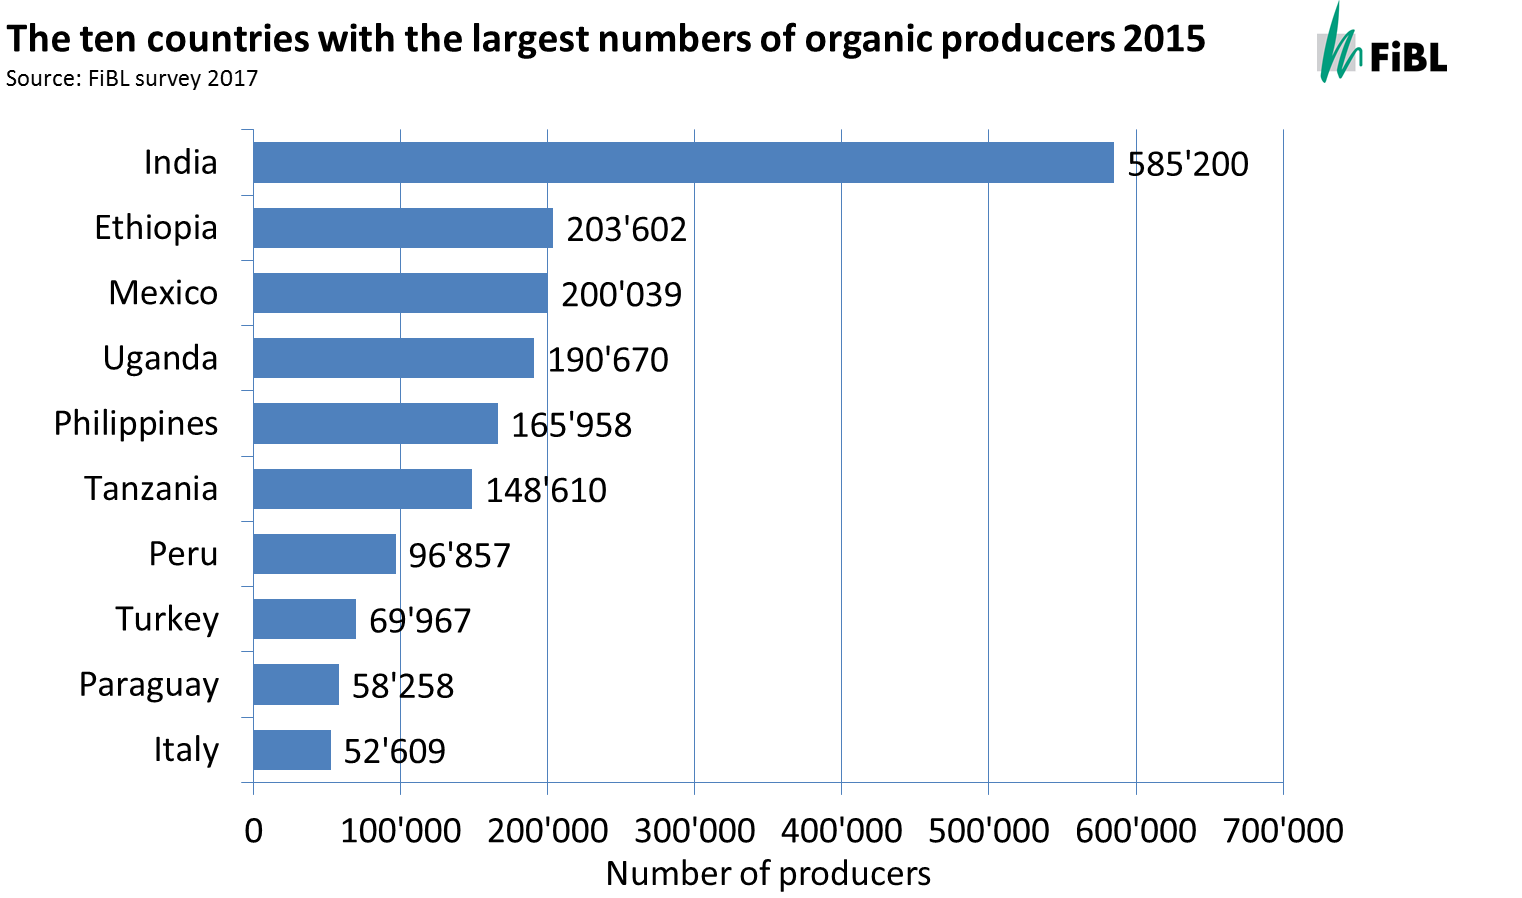 The ten countries with the largest numbers of organic producers 2015
Source: FiBL survey 2017
FiBL
India 585'200
Ethiopia 203'602
Mexico 200'039
Uganda 190'670
Philippines 165'958
Tanzania 148'610
Peru 96'857
Turkey 69'967
Paraguay 58'258
Italy 52'609
0 100'000 200'000 300'000 400'000 500'000 600'000 700'000
Number of producers